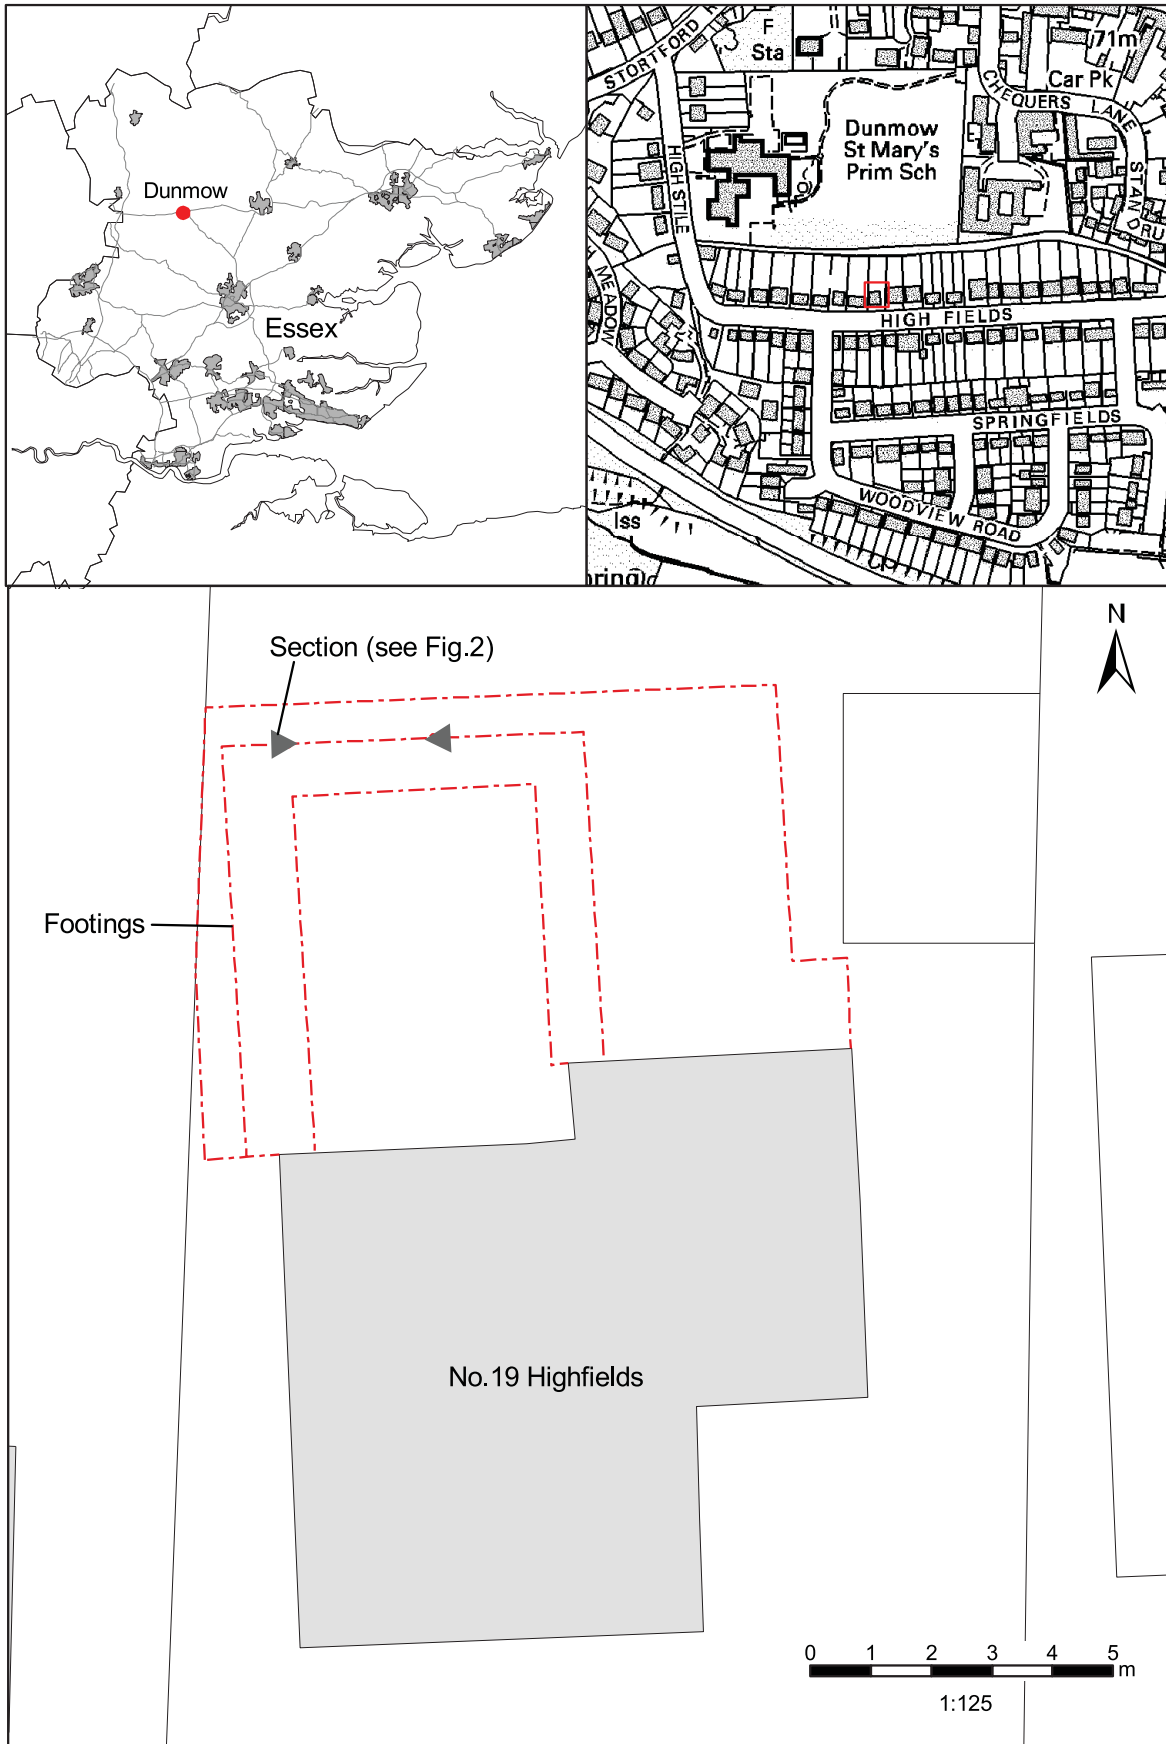 Dunmow
Essex
STORTFORD
F
Sta
71m
Car Pk
CHEQUERS LANE
Dunmow
St Mary's
Prim Sch
HIGH STILE
STANDRU
MEADOW
HIGH FIELDS
SPRINGFIELDS
WOODVIEW ROAD
Iss
N
Section (see Fig.2)
Footings
No.19 Highfields
0 1 2 3 4 5
m
1:125